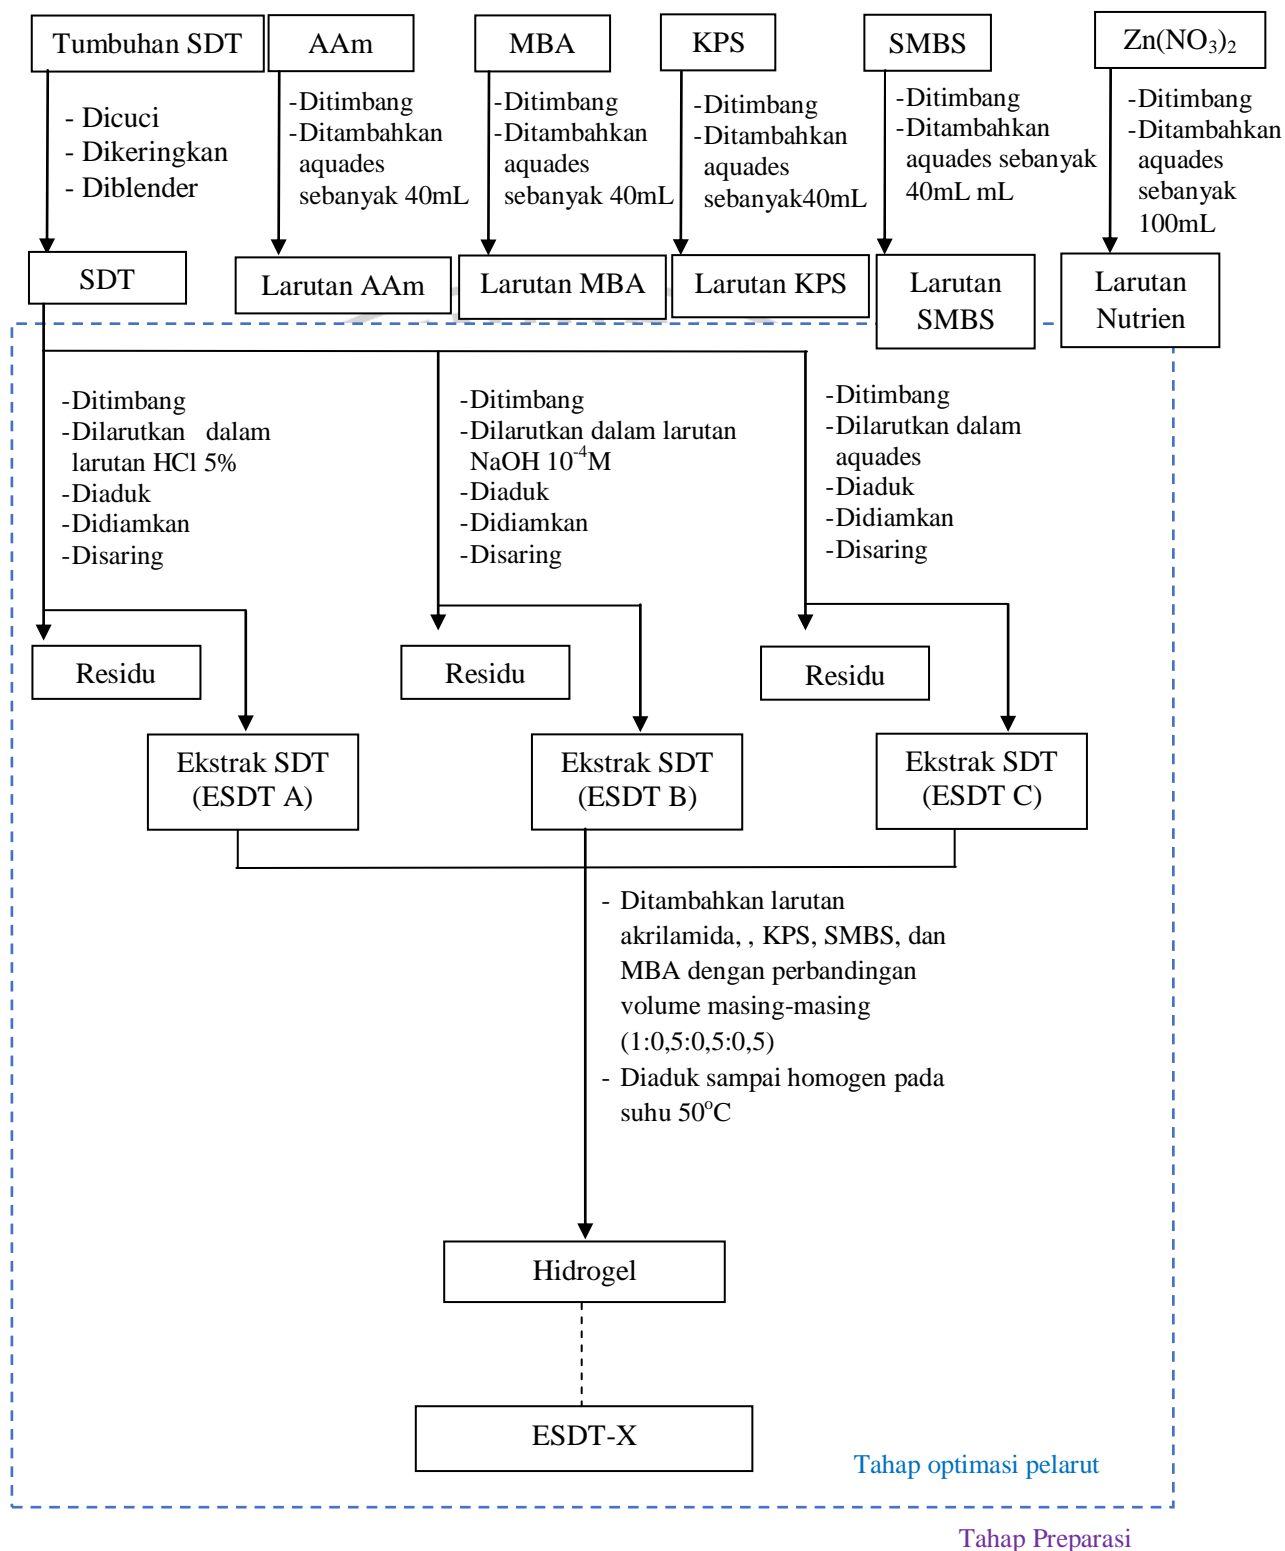 Tumbuhan SDT
AAm
MBA
KPS
SMBS
Zn(NO₃)₂
- Dicuci
- Dikeringkan
- Diblender
-Ditimbang
-Ditambahkan
aquades
sebanyak 40mL
-Ditimbang
-Ditambahkan
aquades
sebanyak 40mL
-Ditimbang
-Ditambahkan
aquades
sebanyak40mL
-Ditimbang
-Ditambahkan
aquades sebanyak
40mL mL
-Ditimbang
-Ditambahkan
aquades
sebanyak
100mL
SDT
Larutan AAm
Larutan MBA
Larutan KPS
Larutan
SMBS
Larutan
Nutrien
-Ditimbang
-Dilarutkan dalam
larutan HCl 5%
-Diaduk
-Didiamkan
-Disaring
-Ditimbang
-Dilarutkan dalam larutan
NaOH 10⁻⁴M
-Diaduk
-Didiamkan
-Disaring
-Ditimbang
-Dilarutkan dalam
aquades
-Diaduk
-Didiamkan
-Disaring
Residu
Residu
Residu
Ekstrak SDT
(ESDT A)
Ekstrak SDT
(ESDT B)
Ekstrak SDT
(ESDT C)
- Ditambahkan larutan
akrilamida, , KPS, SMBS, dan
MBA dengan perbandingan
volume masing-masing
(1:0,5:0,5:0,5)
- Diaduk sampai homogen pada
suhu 50°C
Hidrogel
ESDT-X
Tahap optimasi pelarut
Tahap Preparasi